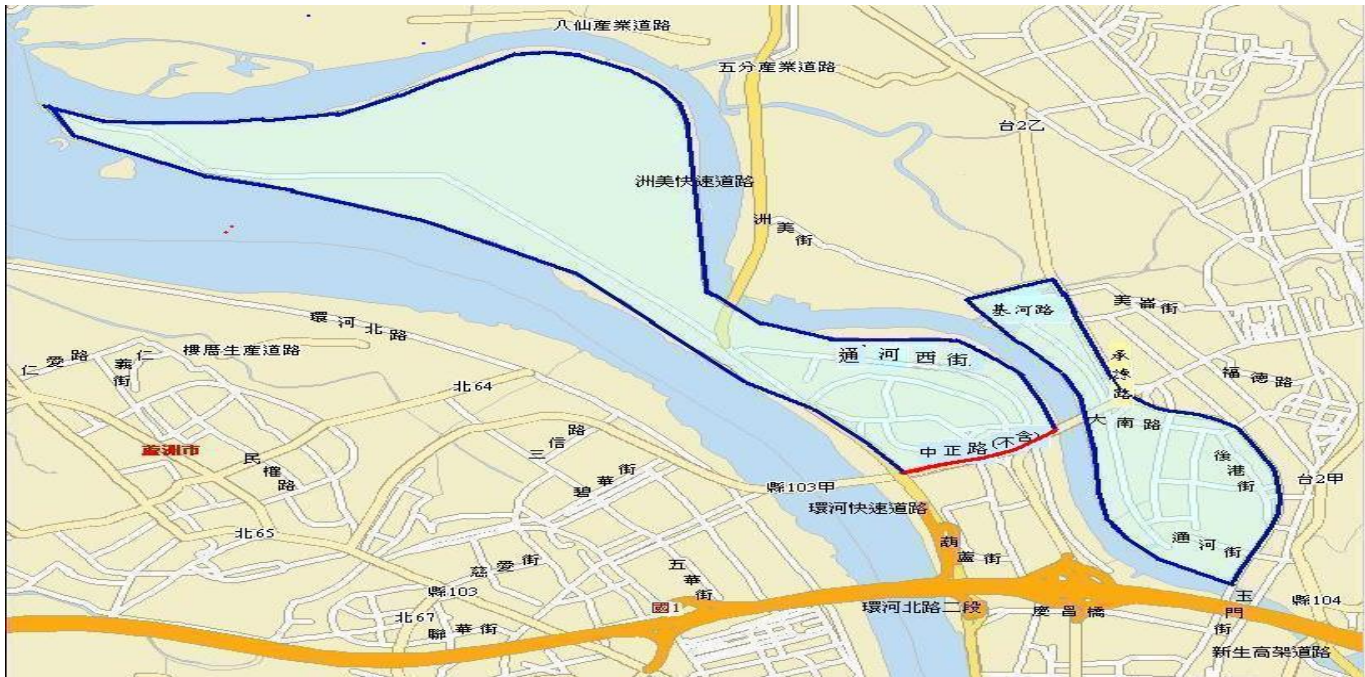 八仙産業道路
五分産業道路
台2乙
洲美快速道路
洲美街
基河路
美崙街
環河北路
承德路
仁愛路
仁義街
樓厝生産道路
通河西街
福德路
北64
大南路
中正路(不含)
蘆洲市
民權路
三信路
碧華街
後港街
縣103甲
台2甲
環河快速道路
北65
通河街
葫蘆街
慈愛街
五華街
縣103
國1
環河北路二段
北67
聯華街
慶昌橋
玉門街
縣104
新生高架道路